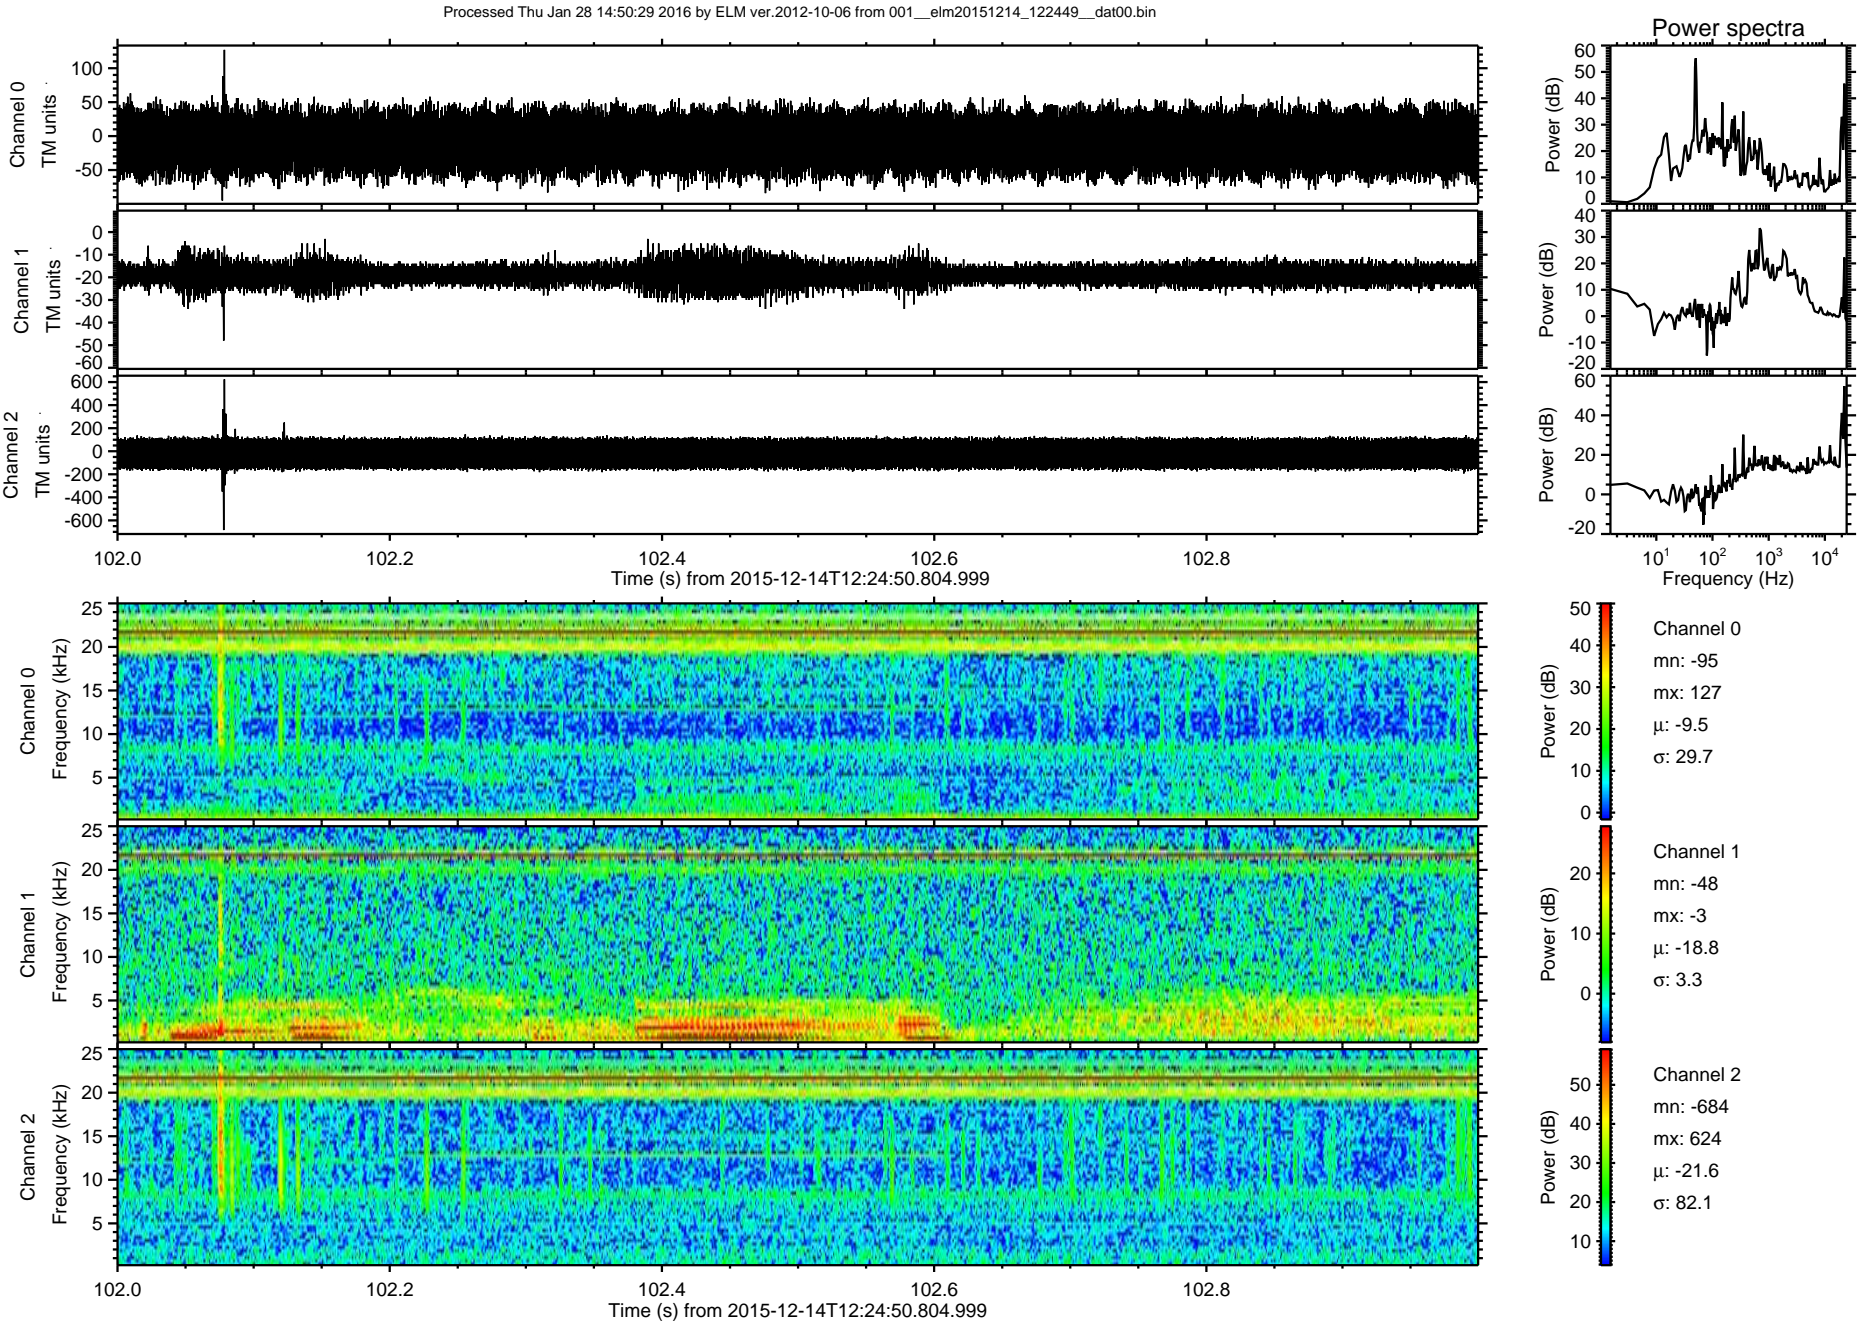 Processed Thu Jan 28 14:50:29 2016 by ELM ver.2012-10-06 from 001__elm20151214_122449__dat00.bin
Power spectra
Channel 0
TM units
100
50
0
-50
Power (dB)
60
50
40
30
20
10
0
Channel 1
TM units
0
-10
-20
-30
-40
-50
-60
Power (dB)
40
30
20
10
0
-10
-20
Channel 2
TM units
600
400
200
0
-200
-400
-600
Power (dB)
60
40
20
0
-20
102.0 102.2 102.4 102.6 102.8
Time (s) from 2015-12-14T12:24:50.804.999
10^1 10^2 10^3 10^4
Frequency (Hz)
Channel 0
Frequency (kHz)
25
20
15
10
5
Power (dB)
50
40
30
20
10
0
Channel 0
mn: -95
mx: 127
μ: -9.5
σ: 29.7
Channel 1
Frequency (kHz)
25
20
15
10
5
Power (dB)
20
10
0
Channel 1
mn: -48
mx: -3
μ: -18.8
σ: 3.3
Channel 2
Frequency (kHz)
25
20
15
10
5
Power (dB)
50
40
30
20
10
Channel 2
mn: -684
mx: 624
μ: -21.6
σ: 82.1
102.0 102.2 102.4 102.6 102.8
Time (s) from 2015-12-14T12:24:50.804.999